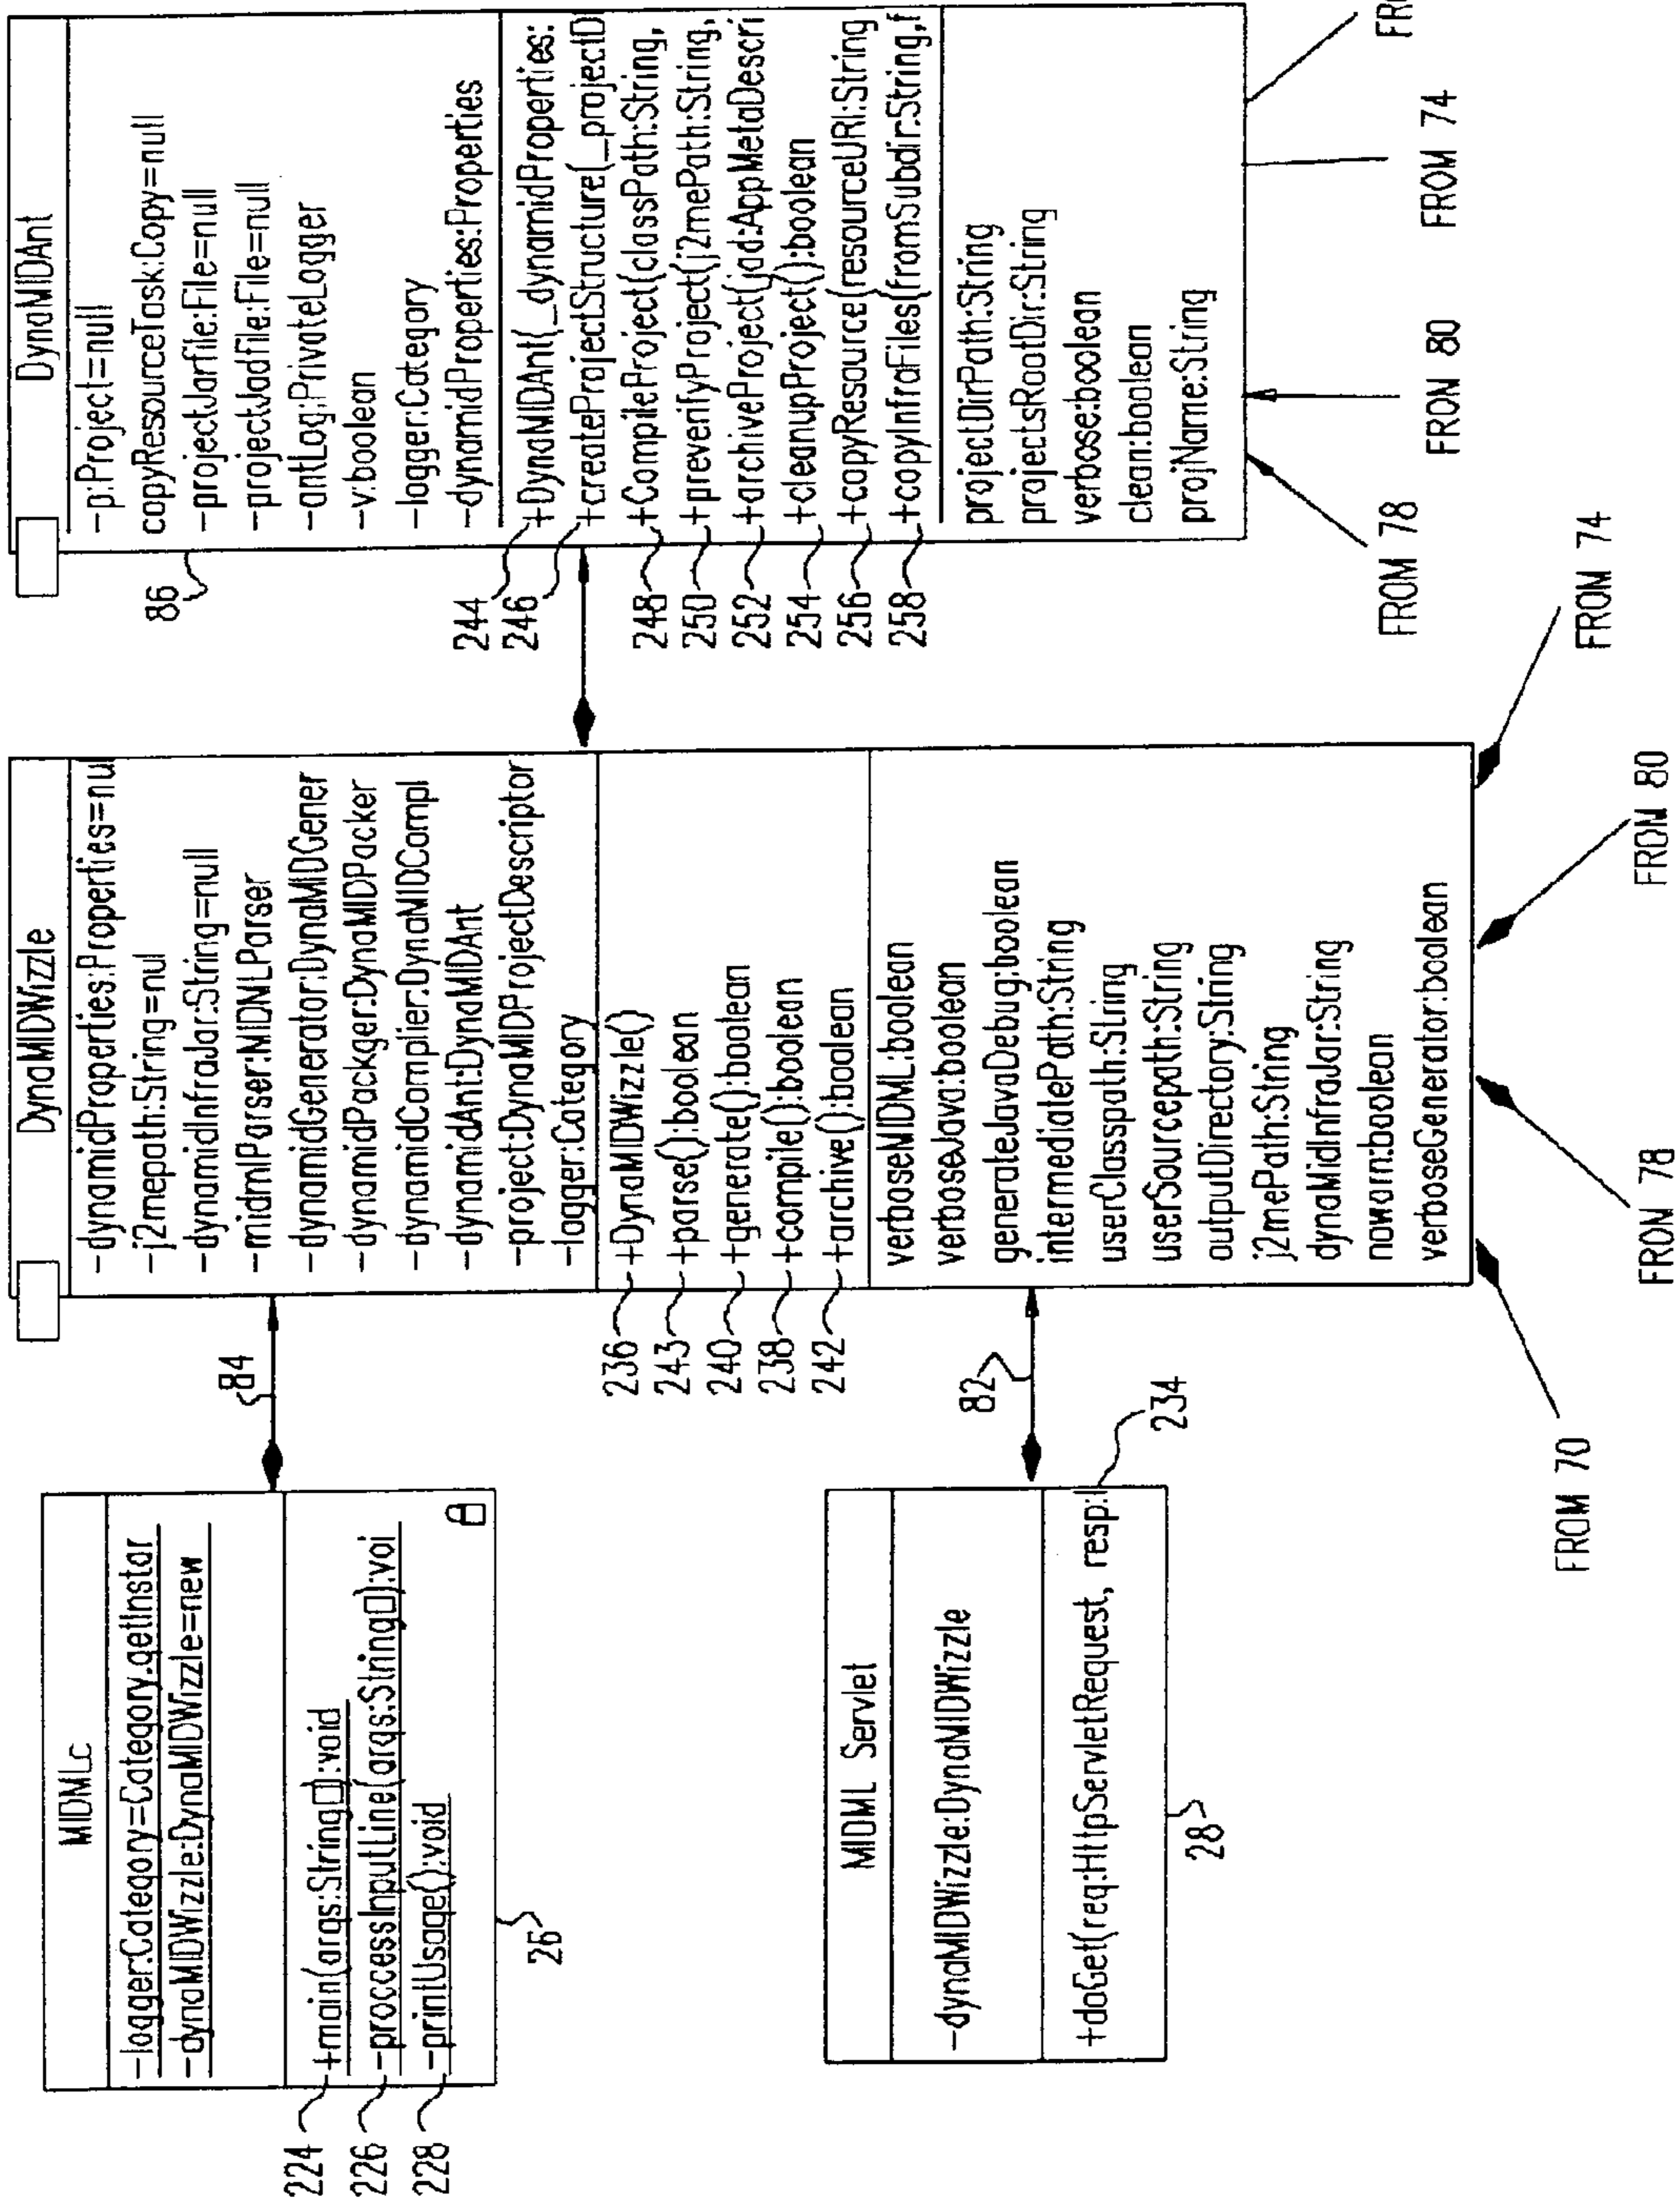 MIDMLc
-logger:Category=Category.getInstar
-dynaMIDWizzle:DynaMIDWizzle=new
224
+main(args:String[]):void
226
-proccessInputLine(args:String[]):voi
228
-printUsage():void
26
84
MIDML Servlet
-dynaMIDWizzle:DynaMIDWizzle
+doGet(req:HttpServletRequest, resp:
234
28
82
DynaMIDWizzle
-dynamidProperties:Properties=nul
-j2mepath:String=nul
-dynamidInfraJar:String=null
-midmlParser:MIDMLParser
-dynamidGenerator:DynaMIDGener
-dynamidPackger:DynaMIDPacker
-dynamidComplier:DynaMIDCompl
-dynamidAnt:DynaMIDAnt
-project:DynaMIDProjectDescriptor
-logger:Category
236
+DynaMIDWizzle()
243
+parse():boolean
240
+generate():boolean
238
+compile():boolean
242
+archive():boolean
verboseMIDML:boolean
verboseJava:boolean
generateJavaDebug:boolean
intermediatePath:String
userClasspath:String
userSourcepath:String
outputDirectory:String
j2mePath:String
dynaMidInfraJar:String
nowarn:boolean
verboseGenerator:boolean
FROM 70
FRON 78
FRON 80
FROM 74
DynaMIDAnt
-p:Project=null
copyResourceTask:Copy=null
-projectJarfile:File=null
-projectJadfile:File=null
-antLog:PrivateLogger
-v:boolean
-logger:Category
-dynamidProperties:Properties
86
244
+DynaMIDAnt(_dynamidProperties:
246
+createProjectStructure(_projectD
248
+CompileProject(classPath:String,
250
+preverifyProject(j2mePath:String,
252
+archiveProject(jad:AppMetaDescri
254
+cleanupProject():boolean
256
+copyResource(resourceURI:String
258
+copyInfraFiles(fromSubdir:String,f
projectDirPath:String
projectsRootDir:String
verbose:boolean
clean:boolean
projName:String
FROM 78
FRON 80
FROM 74
FR